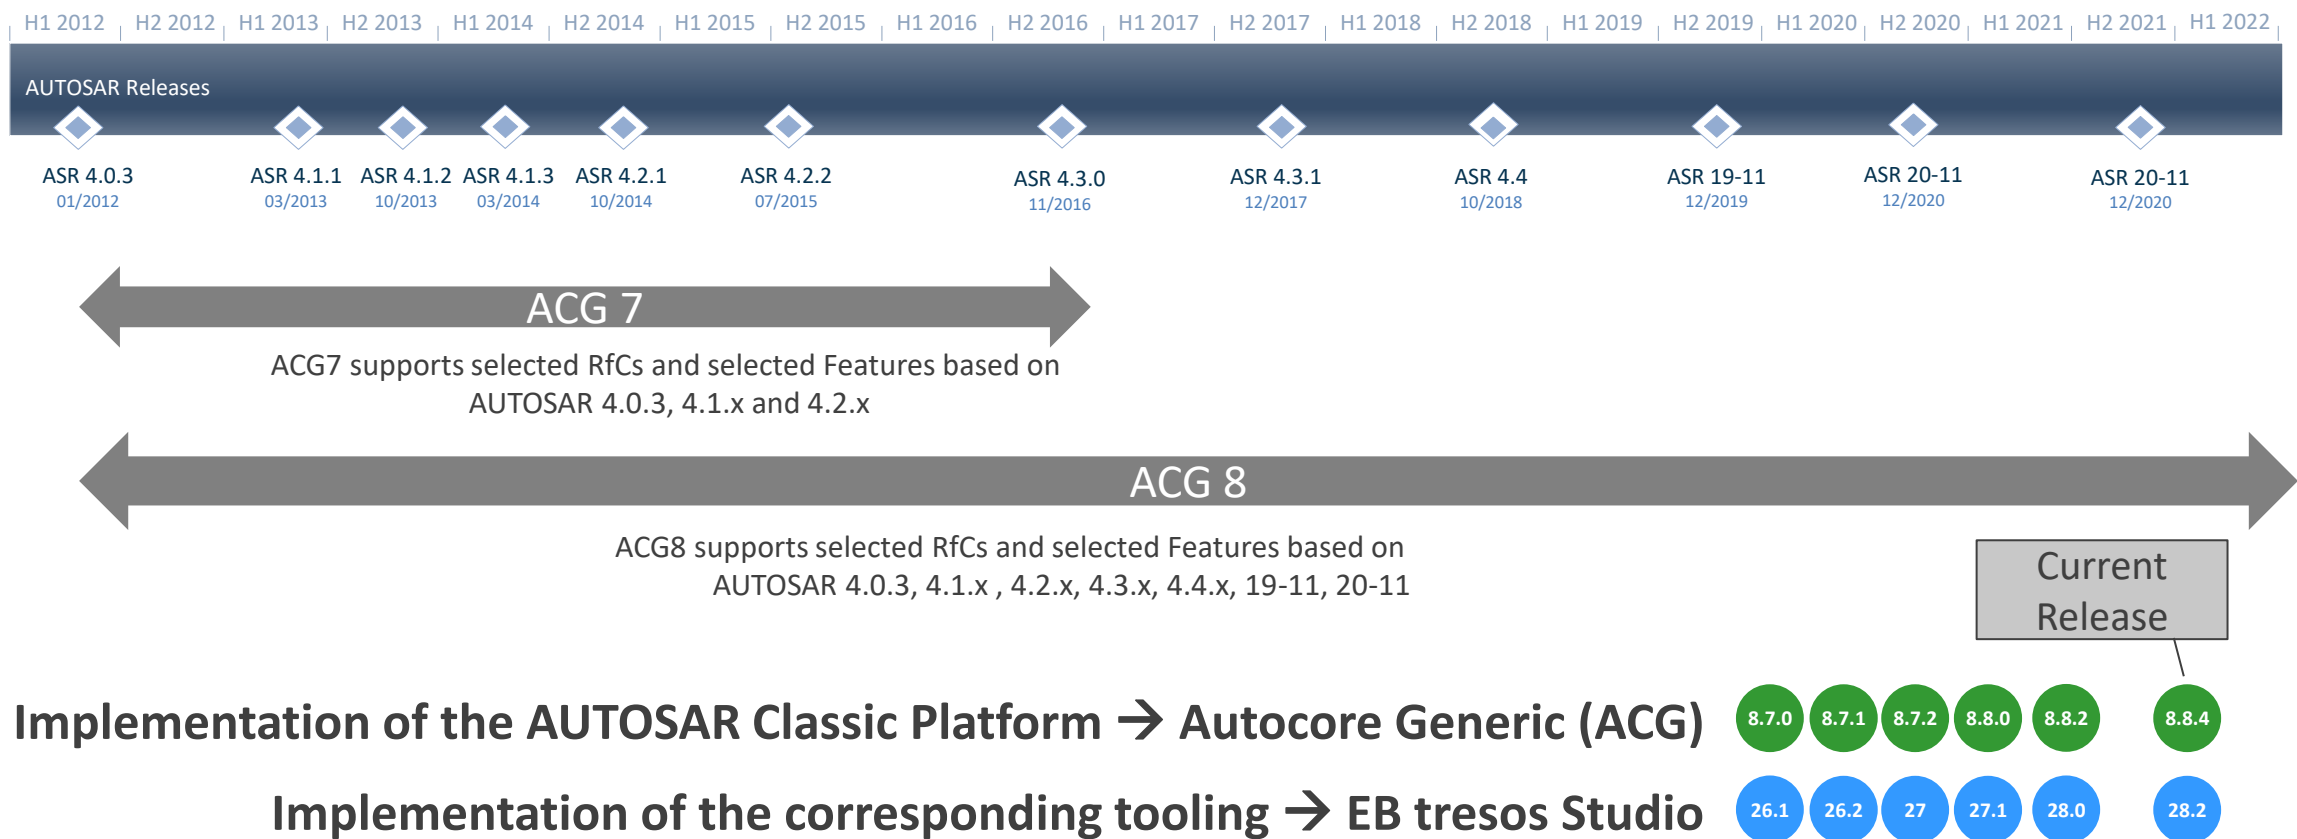 H1 2012 H2 2012 H1 2013 H2 2013 H1 2014 H2 2014 H1 2015 H2 2015 H1 2016 H2 2016 H1 2017 H2 2017 H1 2018 H2 2018 H1 2019 H2 2019 H1 2020 H2 2020 H1 2021 H2 2021 H1 2022
AUTOSAR Releases
ASR 4.0.3 ASR 4.1.1 ASR 4.1.2 ASR 4.1.3 ASR 4.2.1 ASR 4.2.2 ASR 4.3.0 ASR 4.3.1 ASR 4.4 ASR 19-11 ASR 20-11 ASR 20-11
01/2012 03/2013 10/2013 03/2014 10/2014 07/2015 11/2016 12/2017 10/2018 12/2019 12/2020 12/2020
ACG 7
ACG7 supports selected RfCs and selected Features based on
AUTOSAR 4.0.3, 4.1.x and 4.2.x
ACG 8
ACG8 supports selected RfCs and selected Features based on
AUTOSAR 4.0.3, 4.1.x , 4.2.x, 4.3.x, 4.4.x, 19-11, 20-11
Current
Release
Implementation of the AUTOSAR Classic Platform → Autocore Generic (ACG) 8.7.0 8.7.1 8.7.2 8.8.0 8.8.2 8.8.4
Implementation of the corresponding tooling → EB tresos Studio 26.1 26.2 27 27.1 28.0 28.2